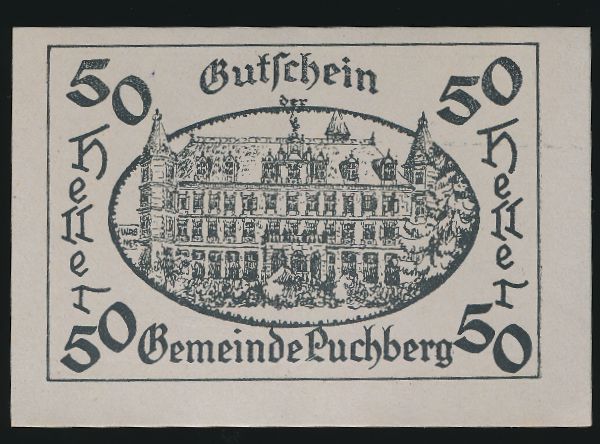 50 Gutschein 50
der
Heller
Heller
50 Gemeinde Puchberg 50